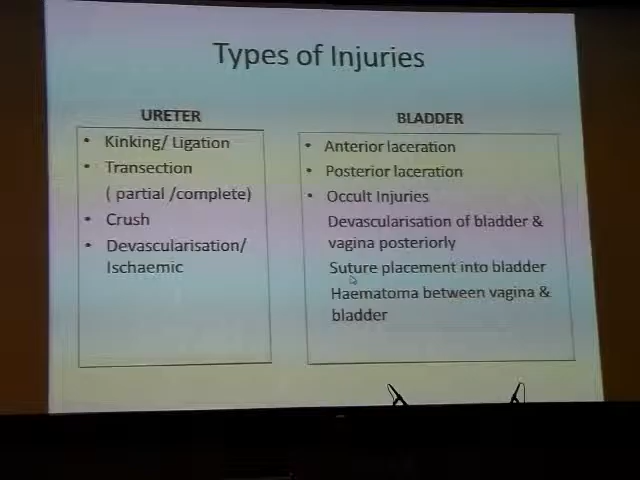 Types of Injuries
URETER
• Kinking/ Ligation
• Transection
( partial /complete)
• Crush
• Devascularisation/
Ischaemic
BLADDER
• Anterior laceration
• Posterior laceration
• Occult Injuries
Devascularisation of bladder &
vagina posteriorly
Suture placement into bladder
Haematoma between vagina &
bladder